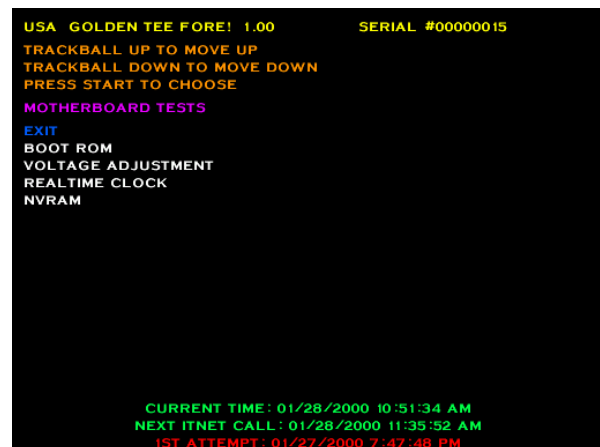 USA GOLDEN TEE FORE! 1.00 SERIAL #00000015
TRACKBALL UP TO MOVE UP
TRACKBALL DOWN TO MOVE DOWN
PRESS START TO CHOOSE
MOTHERBOARD TESTS
EXIT
BOOT ROM
VOLTAGE ADJUSTMENT
REALTIME CLOCK
NVRAM
CURRENT TIME: 01/28/2000 10:51:34 AM
NEXT ITNET CALL: 01/28/2000 11:35:52 AM
1ST ATTEMPT: 01/27/2000 7:47:48 PM